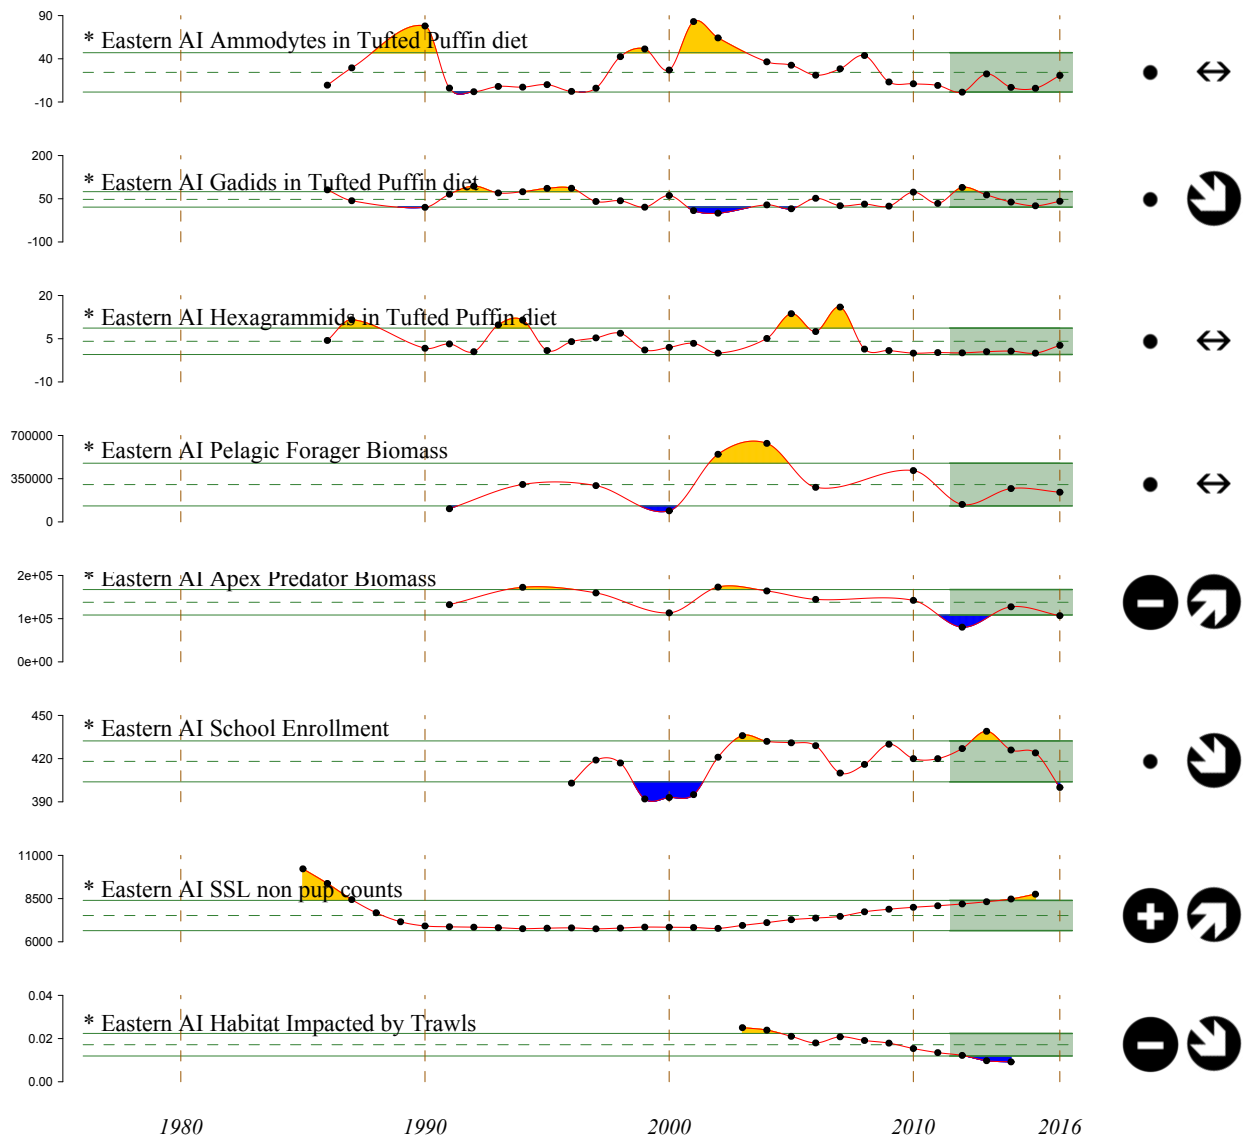 * Eastern AI Ammodytes in Tufted Puffin diet
90
40
-10
* Eastern AI Gadids in Tufted Puffin diet
200
50
-100
* Eastern AI Hexagrammids in Tufted Puffin diet
20
5
-10
* Eastern AI Pelagic Forager Biomass
700000
350000
0
* Eastern AI Apex Predator Biomass
2e+05
1e+05
0e+00
* Eastern AI School Enrollment
450
420
390
* Eastern AI SSL non pup counts
11000
8500
6000
* Eastern AI Habitat Impacted by Trawls
0.04
0.02
0.00
1980 1990 2000 2010 2016